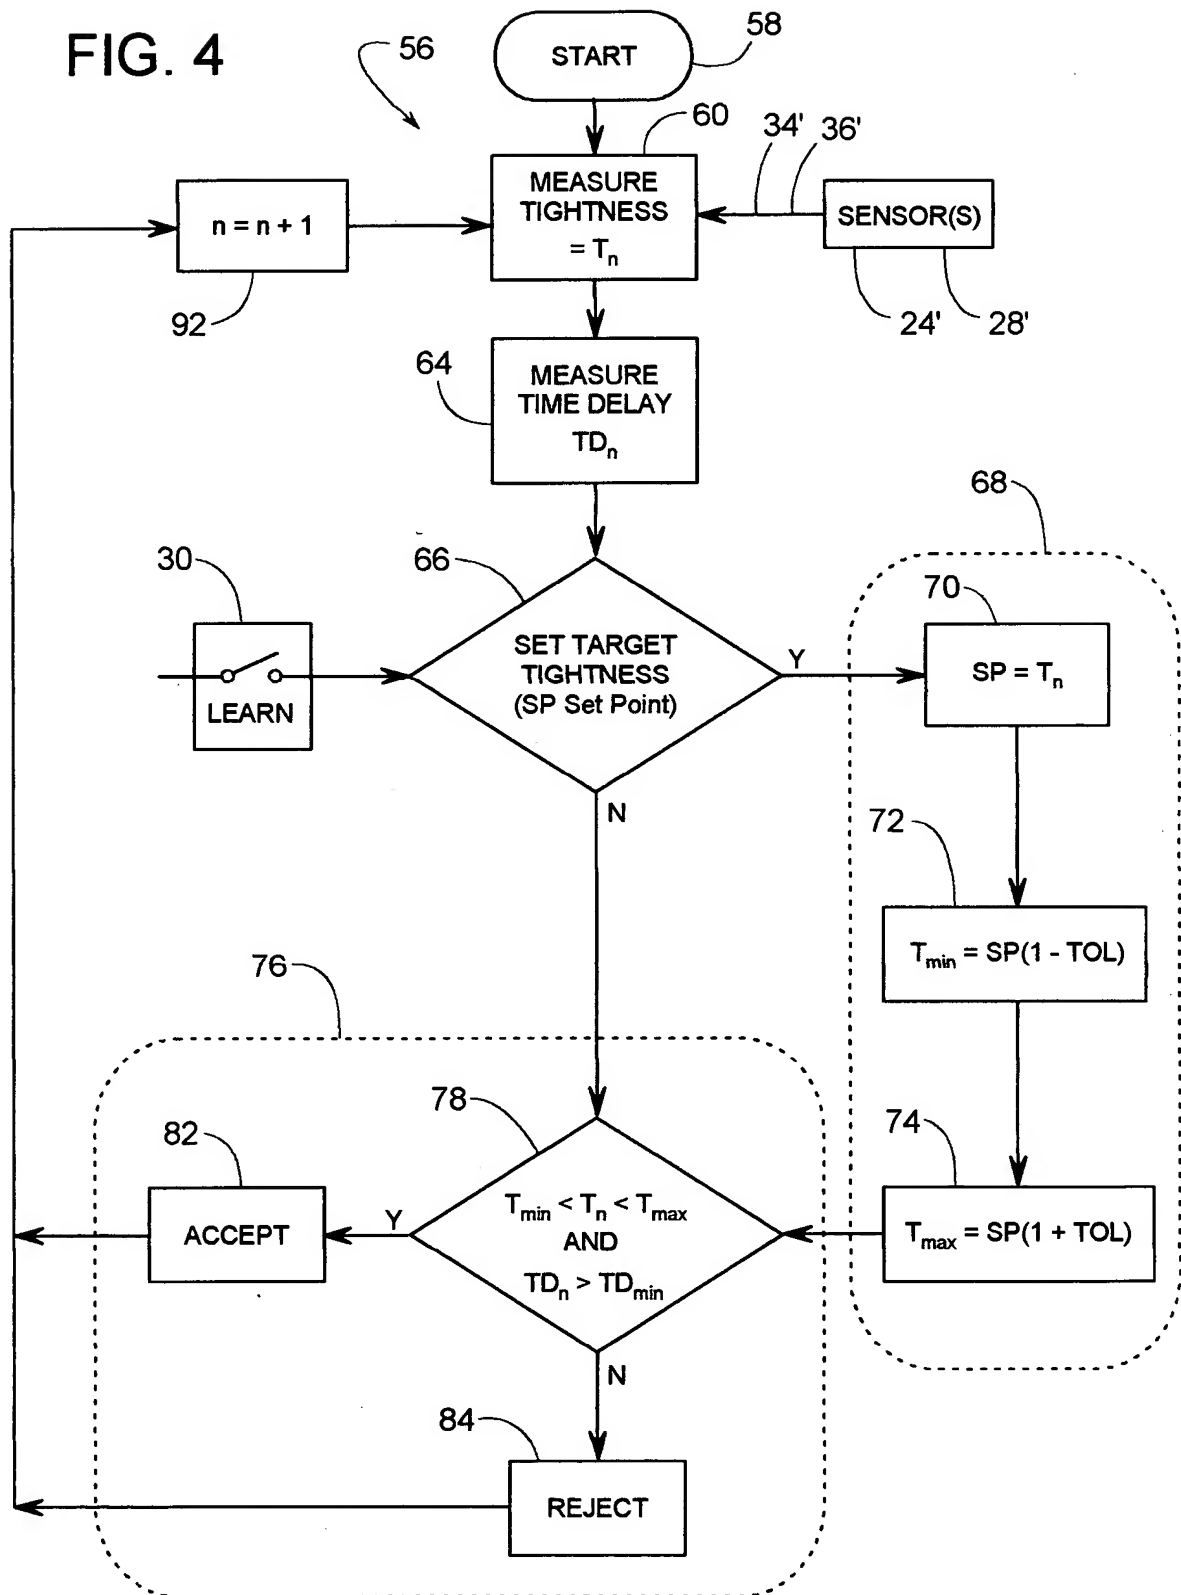 FIG. 4
56
START
58
60
34'
36'
MEASURE
TIGHTNESS
= Tn
n = n + 1
92
SENSOR(S)
24'
28'
64
MEASURE
TIME DELAY
TDn
68
30
LEARN
66
SET TARGET
TIGHTNESS
(SP Set Point)
Y
N
70
SP = Tn
72
Tmin = SP(1 - TOL)
74
Tmax = SP(1 + TOL)
76
78
Tmin < Tn < Tmax
AND
TDn > TDmin
Y
N
82
ACCEPT
84
REJECT